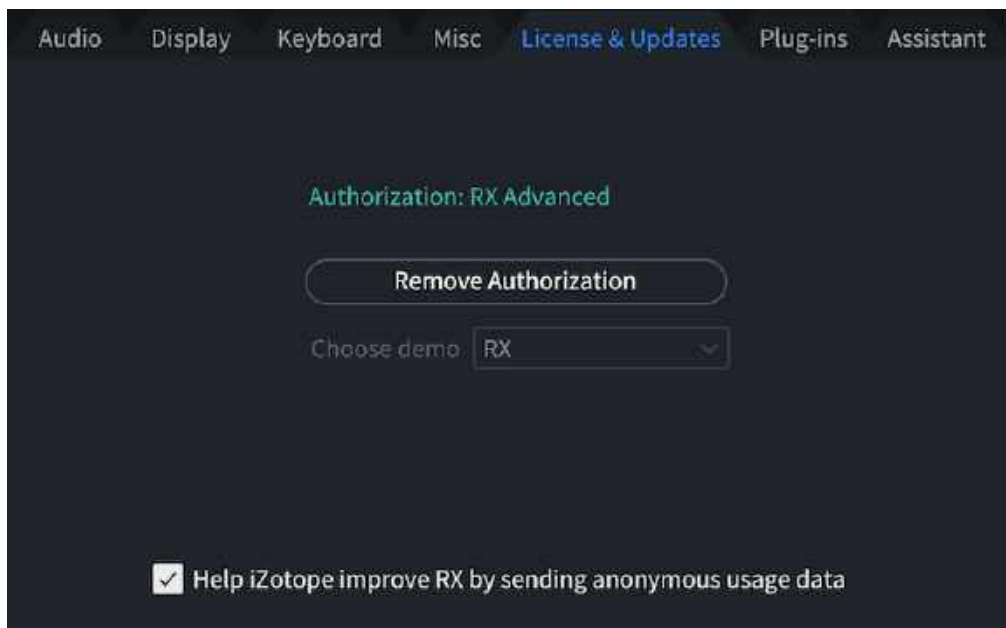 Audio Display Keyboard Misc License & Updates Plug-ins Assistant
Authorization: RX Advanced
Remove Authorization
Choose demo RX
Help iZotope improve RX by sending anonymous usage data